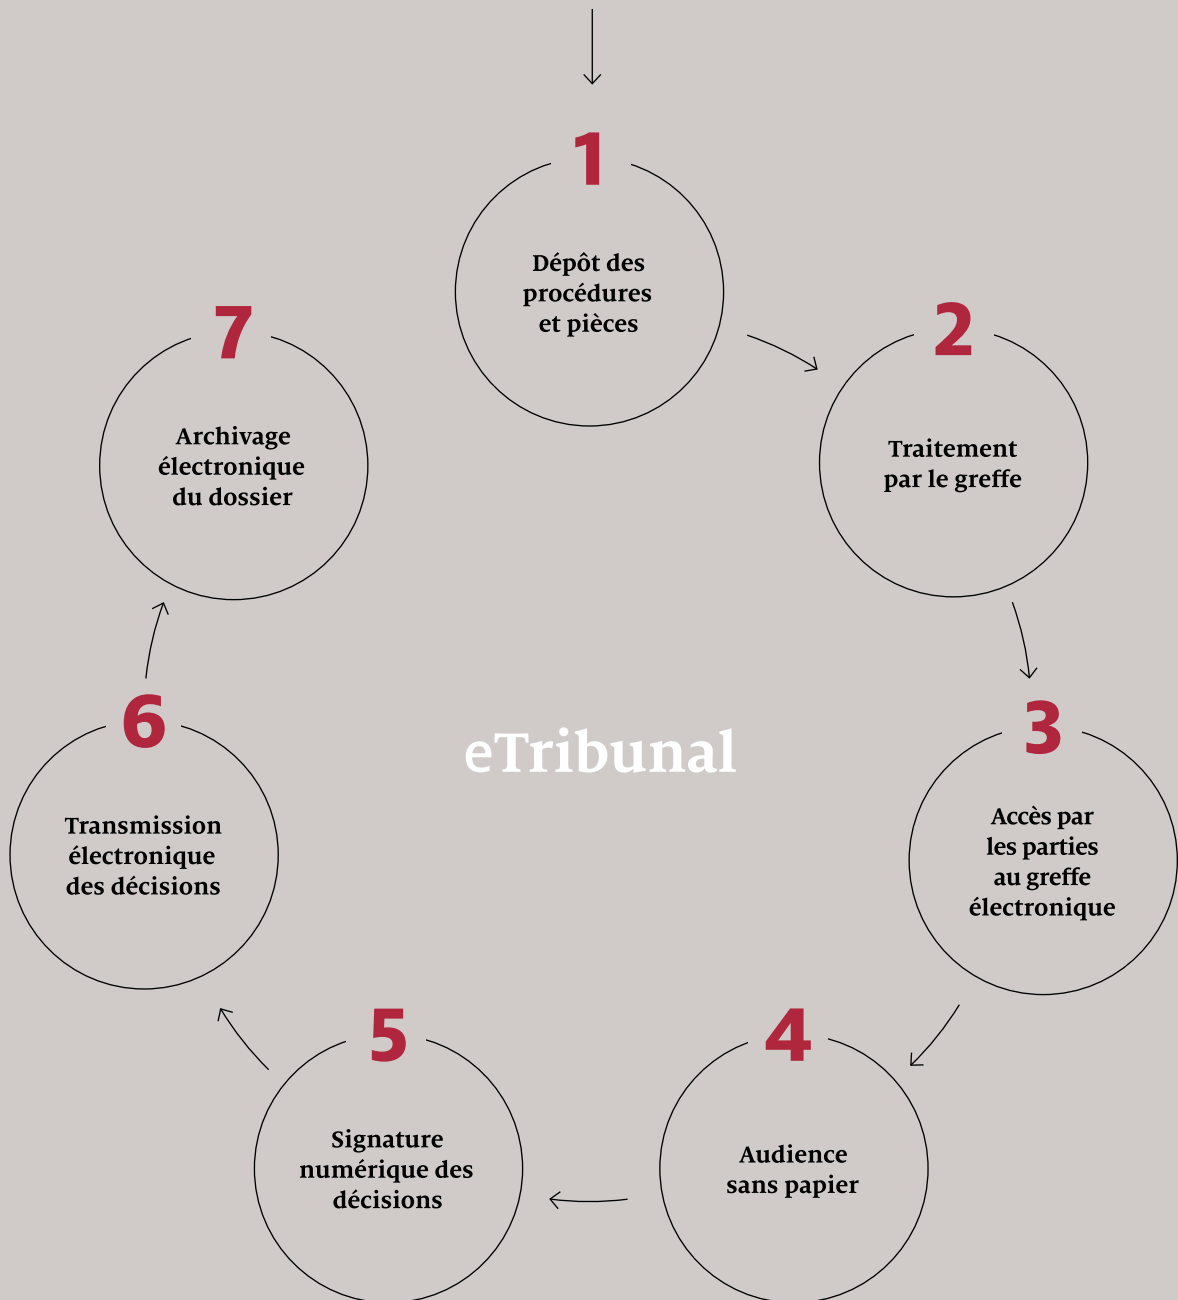 1
Dépôt des
procédures
et pièces
2
Traitement
par le greffe
3
Accès par
les parties
au greffe
électronique
4
Audience
sans papier
5
Signature
numérique des
décisions
6
Transmission
électronique
des décisions
7
Archivage
électronique
du dossier
eTribunal